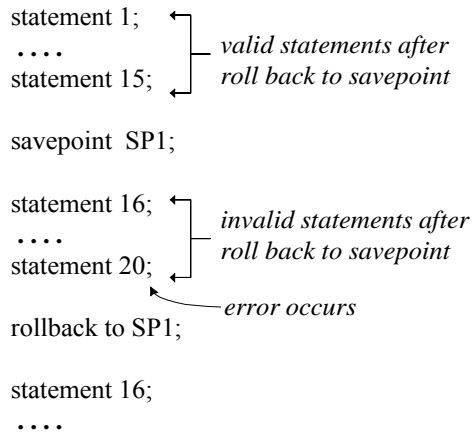 statement 1;
....
valid statements after
roll back to savepoint
statement 15;
savepoint SP1;
statement 16;
....
invalid statements after
roll back to savepoint
statement 20;
error occurs
rollback to SP1;
statement 16;
....